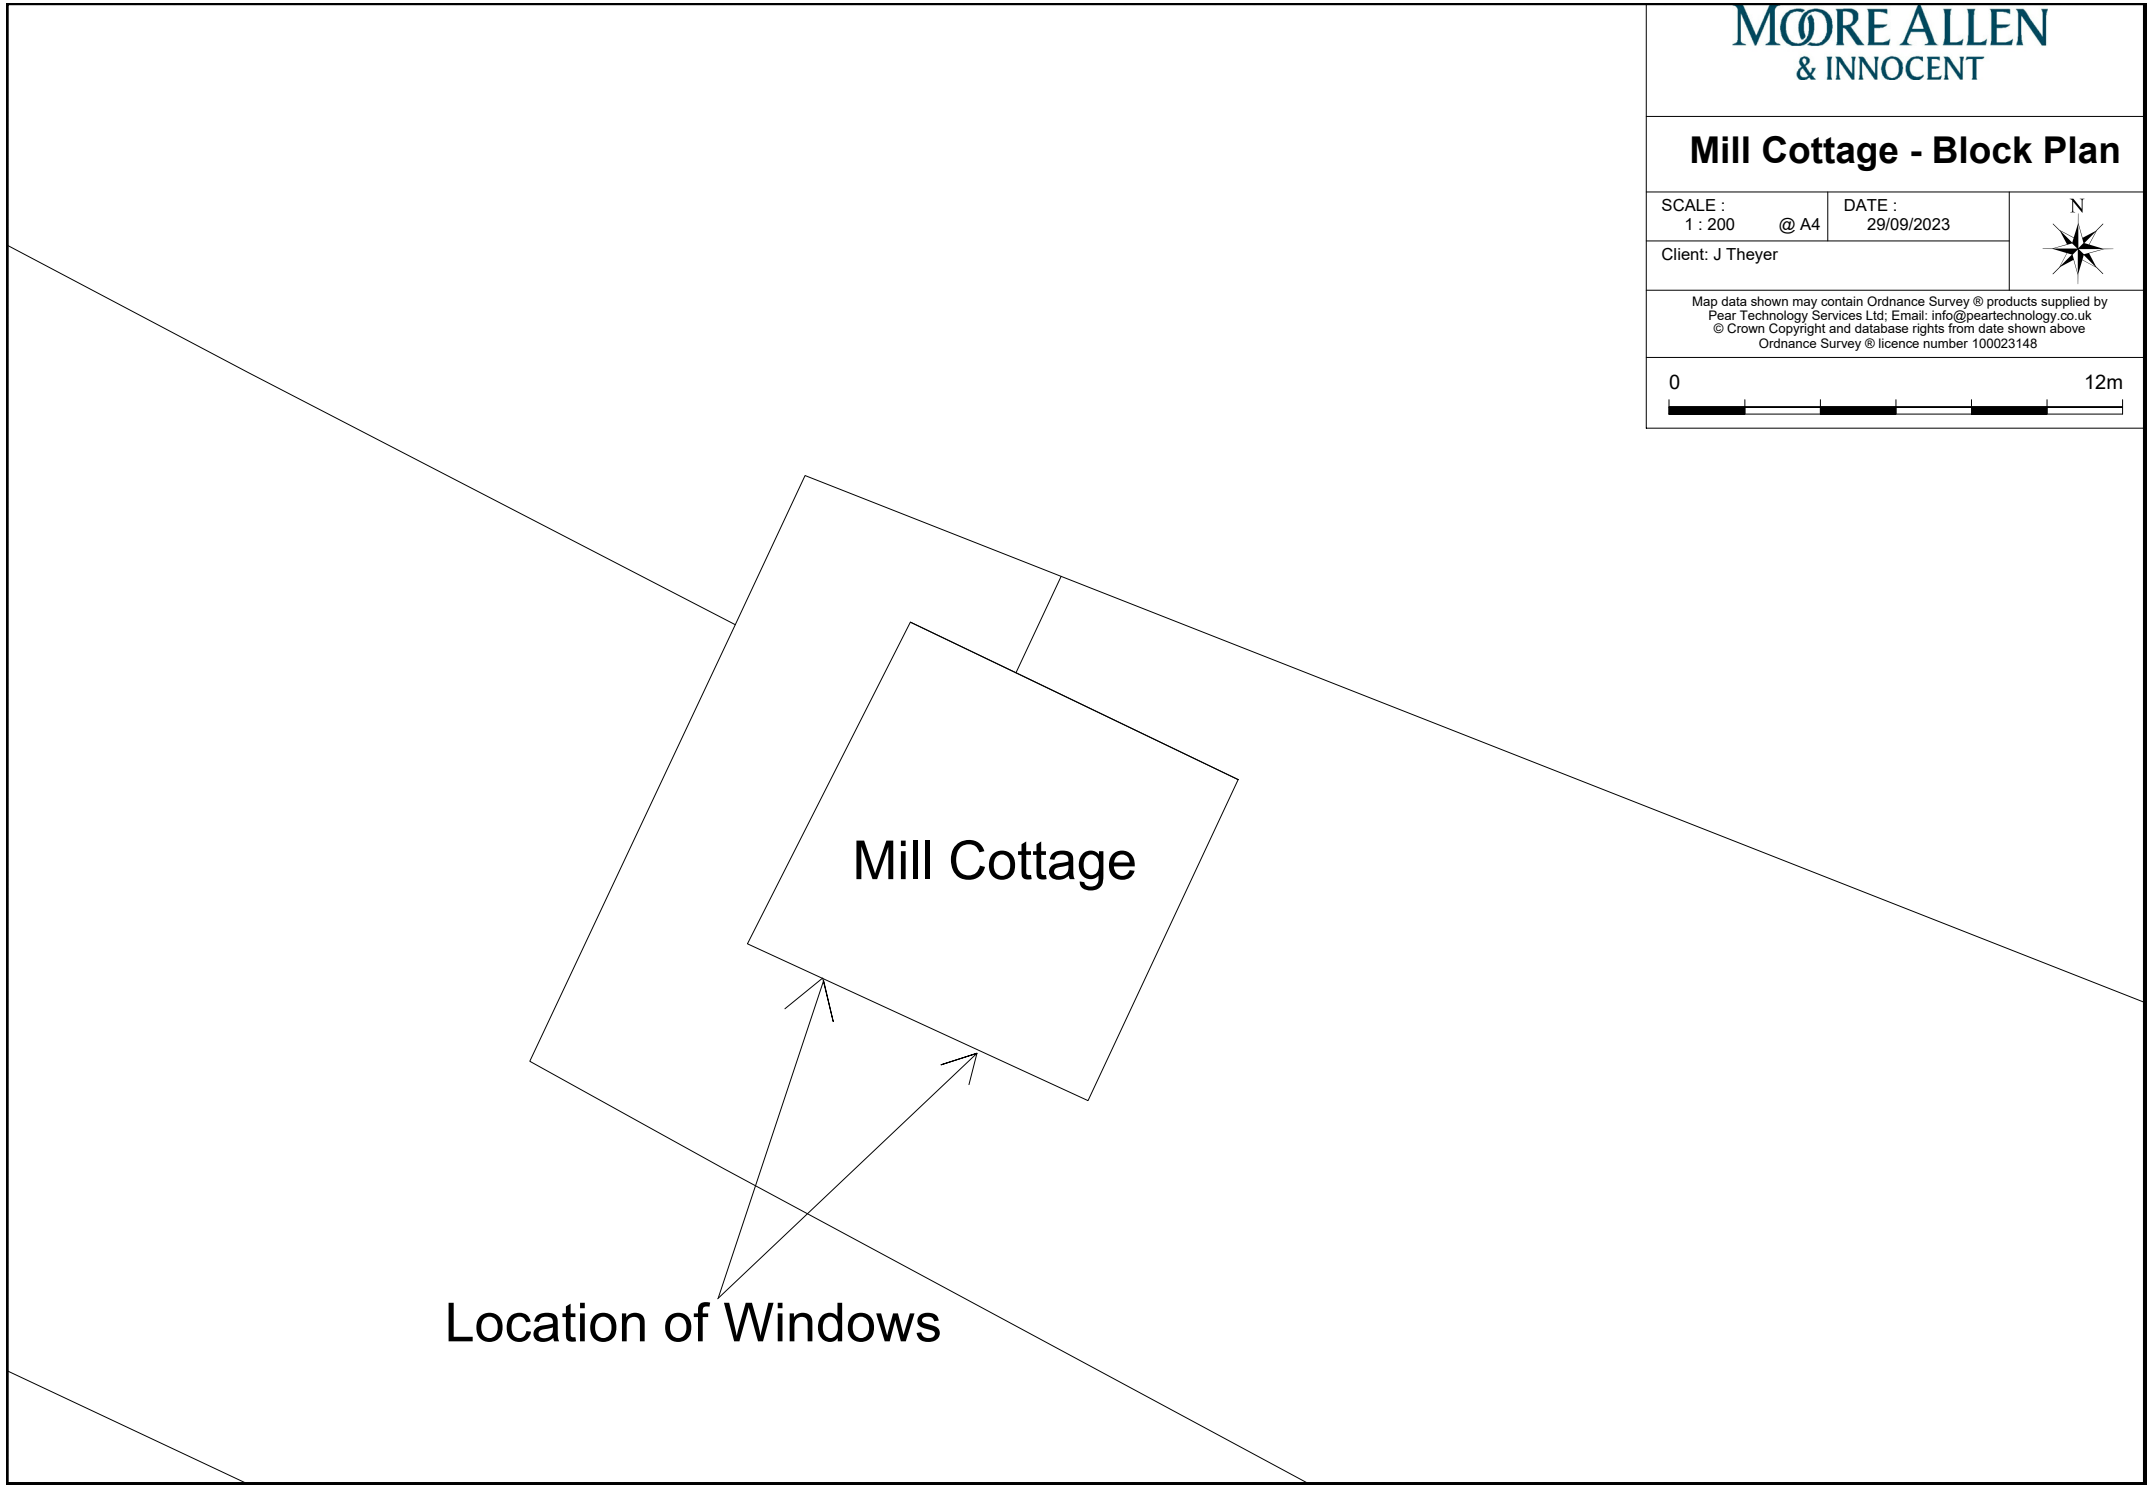 MOORE ALLEN
& INNOCENT
Mill Cottage - Block Plan
SCALE :
1 : 200 @ A4
DATE :
29/09/2023
N
Client: J Theyer
Map data shown may contain Ordnance Survey ® products supplied by
Pear Technology Services Ltd; Email: info@peartechnology.co.uk
© Crown Copyright and database rights from date shown above
Ordnance Survey ® licence number 100023148
0 12m
Mill Cottage
Location of Windows